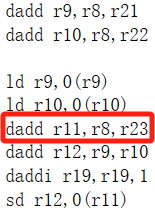 dadd r9,r8,r21
dadd r10,r8,r22
ld r9,0(r9)
ld r10,0(r10)
dadd r11,r8,r23
dadd r12,r9,r10
daddi r19,r19,1
sd r12,0(r11)